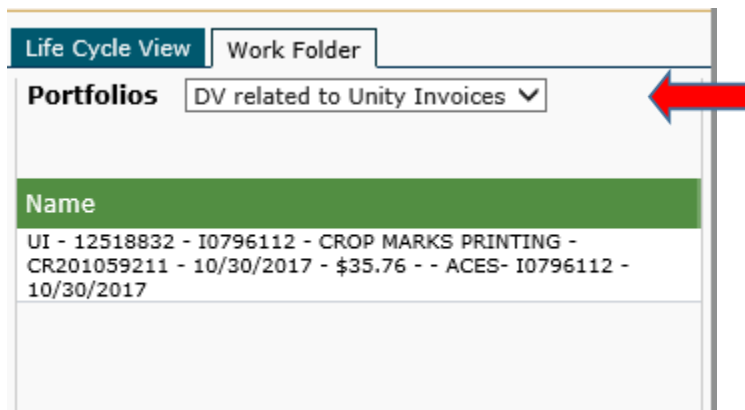 Life Cycle View Work Folder
Portfolios DV related to Unity Invoices
Name
UI - 12518832 - I0796112 - CROP MARKS PRINTING -
CR201059211 - 10/30/2017 - $35.76 - - ACES- I0796112 -
10/30/2017